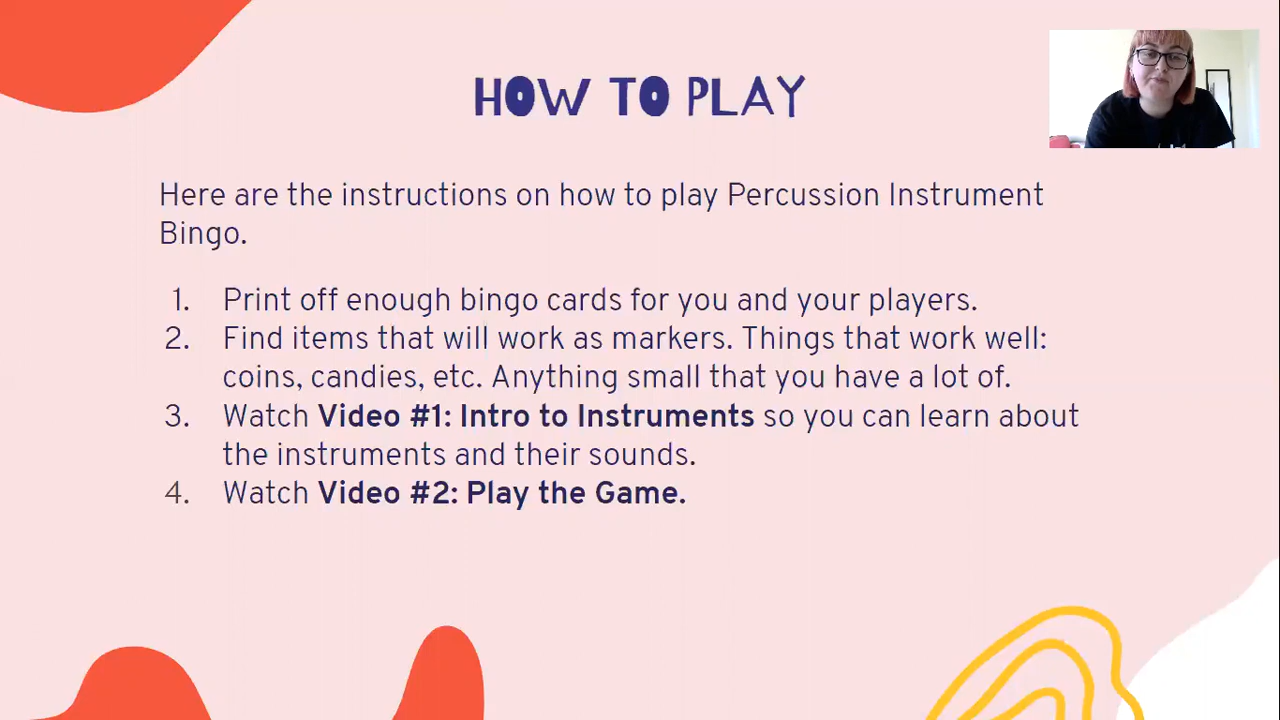 HOW TO PLAY
Here are the instructions on how to play Percussion Instrument
Bingo.
1. Print off enough bingo cards for you and your players.
2. Find items that will work as markers. Things that work well:
coins, candies, etc. Anything small that you have a lot of.
3. Watch Video #1: Intro to Instruments so you can learn about
the instruments and their sounds.
4. Watch Video #2: Play the Game.